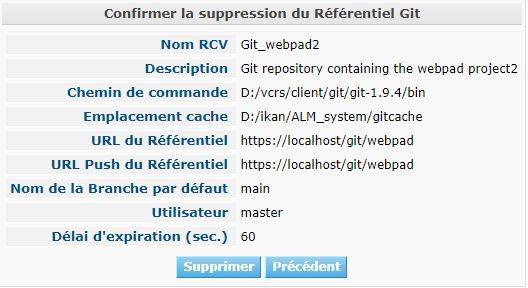 Confirmer la suppression du Référentiel Git
Nom RCV Git_webpad2
Description Git repository containing the webpad project2
Chemin de commande D:/vcrs/client/git/git-1.9.4/bin
Emplacement cache D:/ikan/ALM_system/gitcache
URL du Référentiel https://localhost/git/webpad
URL Push du Référentiel https://localhost/git/webpad
Nom de la Branche par défaut main
Utilisateur master
Délai d'expiration (sec.) 60
Supprimer Précédent